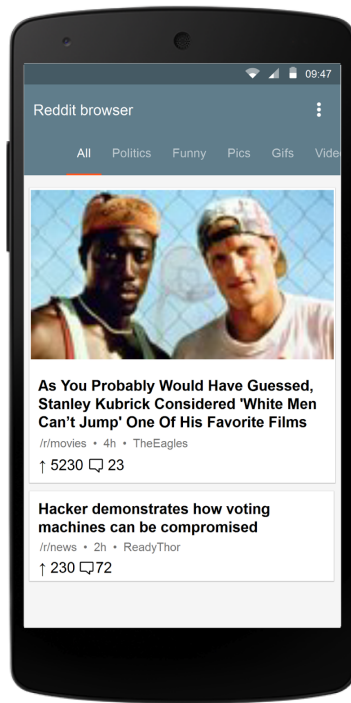 09:47
Reddit browser
All Politics Funny Pics Gifs Vide
As You Probably Would Have Guessed,
Stanley Kubrick Considered 'White Men
Can’t Jump' One Of His Favorite Films
/r/movies • 4h • TheEagles
↑ 5230 23
Hacker demonstrates how voting
machines can be compromised
/r/news • 2h • ReadyThor
↑ 230 72